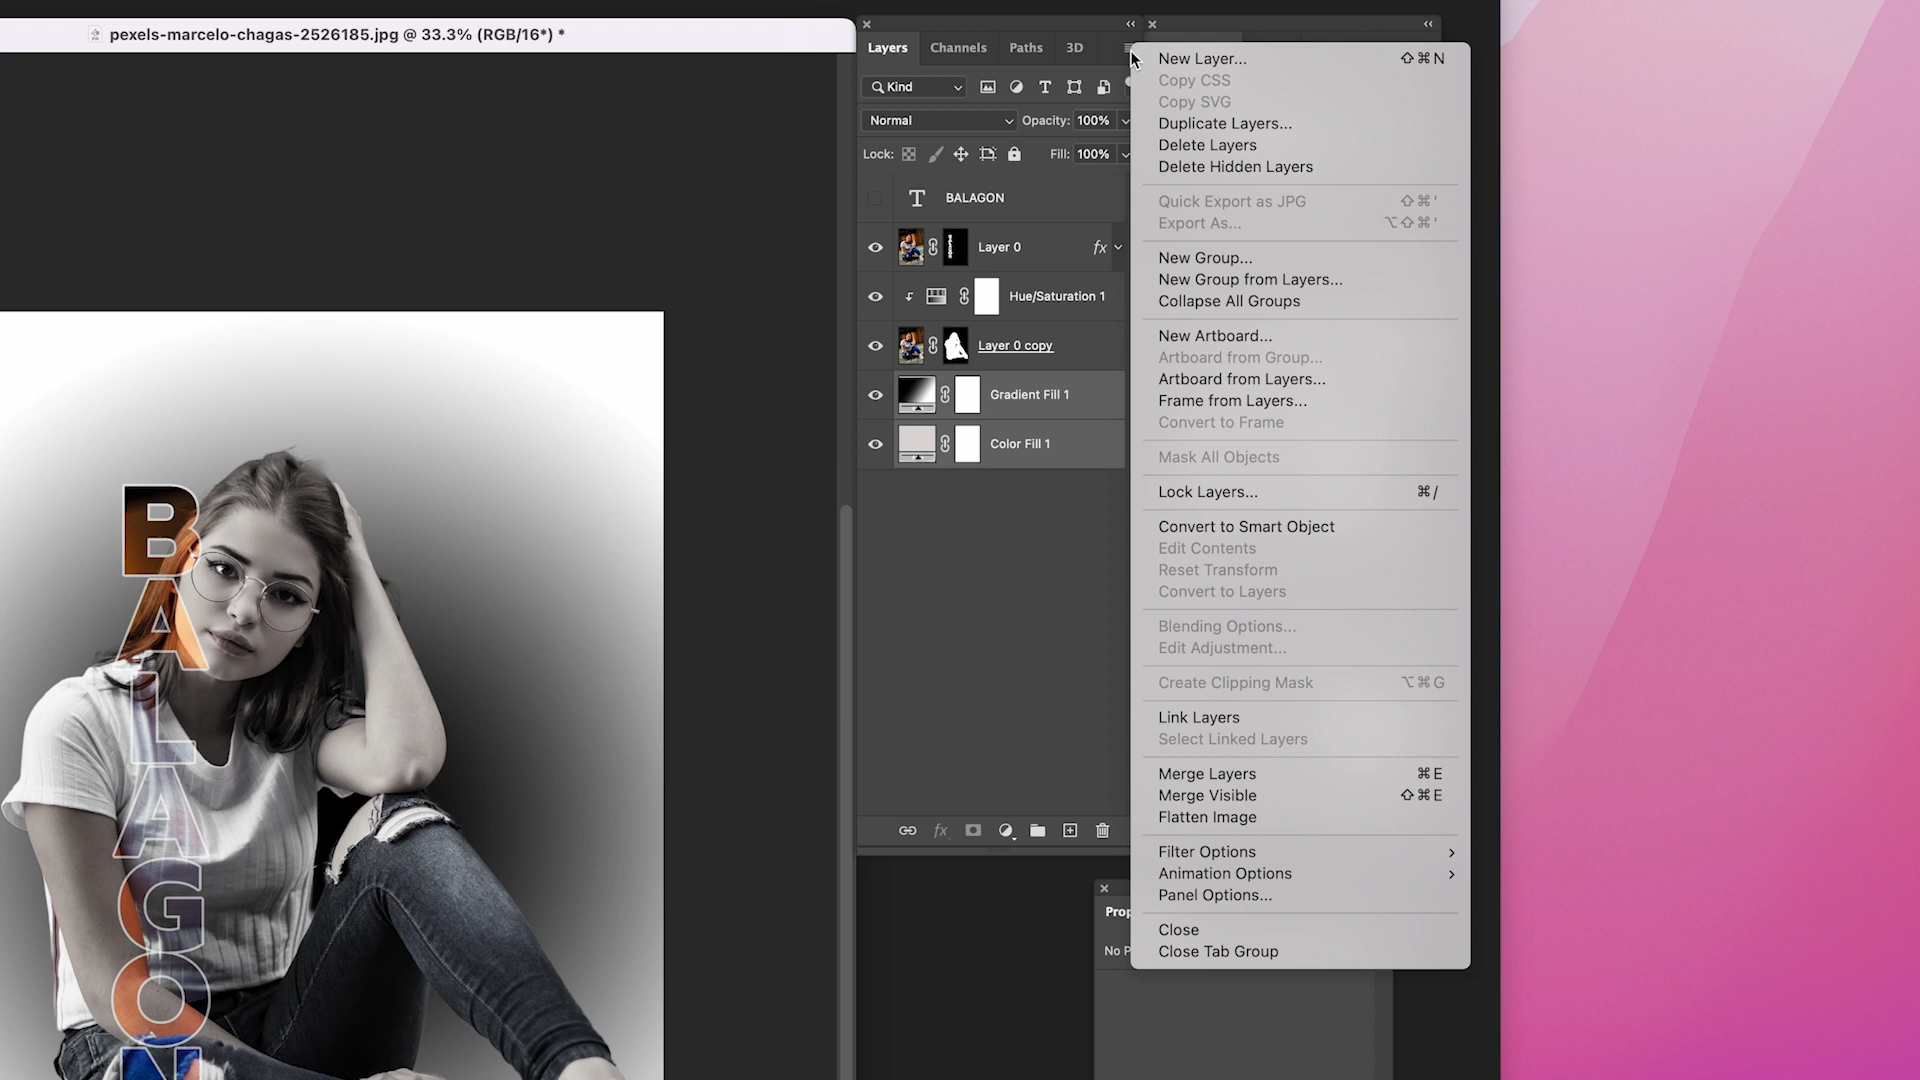 pexels-marcelo-chagas-2526185.jpg @ 33.3% (RGB/16*) *
Layers Channels Paths 3D
Kind
Normal Opacity: 100%
Lock: Fill: 100%
BALAGON
Layer 0 fx
Hue/Saturation 1
Layer 0 copy
Gradient Fill 1
Color Fill 1
fx
New Layer... ⇧⌘N
Copy CSS
Copy SVG
Duplicate Layers...
Delete Layers
Delete Hidden Layers
Quick Export as JPG ⇧⌘'
Export As... ⌥⇧⌘'
New Group...
New Group from Layers...
Collapse All Groups
New Artboard...
Artboard from Group...
Artboard from Layers...
Frame from Layers...
Convert to Frame
Mask All Objects
Lock Layers... ⌘/
Convert to Smart Object
Edit Contents
Reset Transform
Convert to Layers
Blending Options...
Edit Adjustment...
Create Clipping Mask ⌥⌘G
Link Layers
Select Linked Layers
Merge Layers ⌘E
Merge Visible ⇧⌘E
Flatten Image
Filter Options
Animation Options
Panel Options...
Close
Close Tab Group
BALAGON